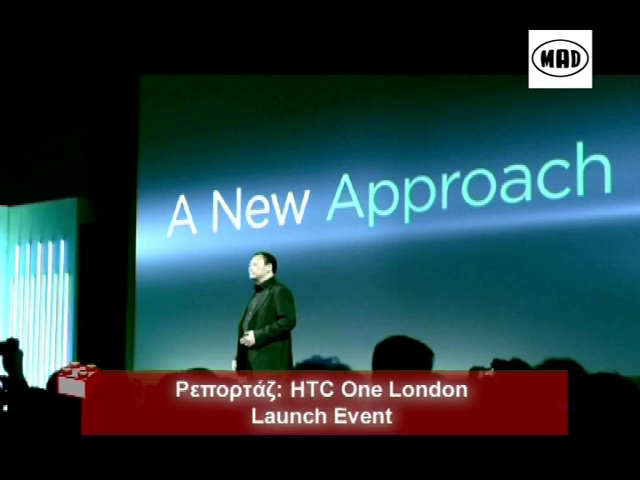 MAD
A New Approach
Ρεπορτάζ: HTC One London
Launch Event